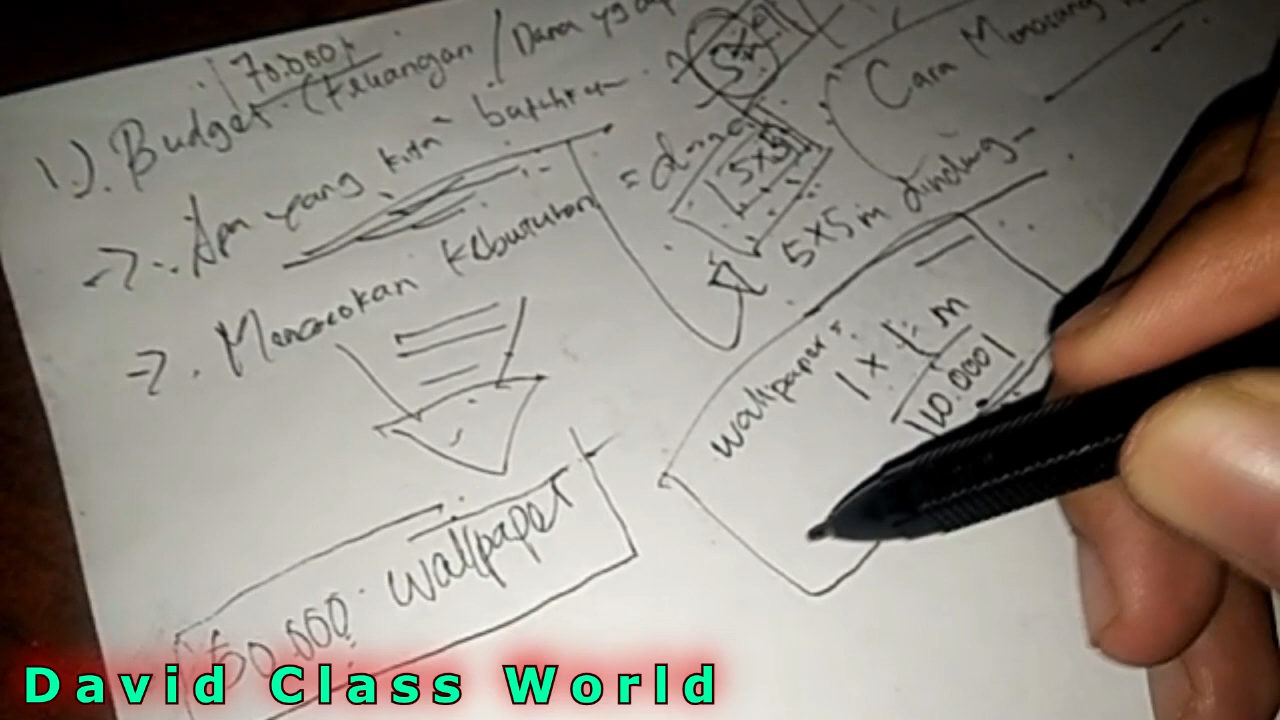 70.000
1.). Budget (Keuangan / Dana yg
5x5
Cara
-> Apa yang kita butuhkan
-> Mencocokan Kebutuhan
5x5
5x5 m dinding
wallpaper =
1 x 1 m
10.000
50.000 wallpaper
David Class World